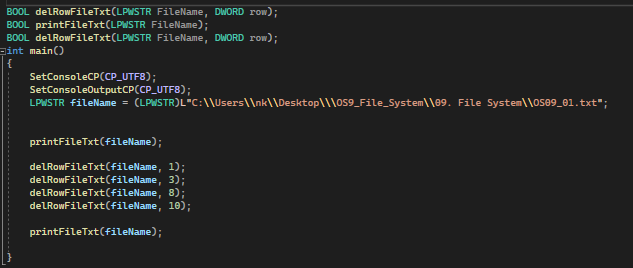 BOOL delRowFileTxt(LPWSTR FileName, DWORD row);
BOOL printFileTxt(LPWSTR FileName);
BOOL delRowFileTxt(LPWSTR FileName, DWORD row);
int main()
{
SetConsoleCP(CP_UTF8);
SetConsoleOutputCP(CP_UTF8);
LPWSTR fileName = (LPWSTR)L"C:\\Users\\nk\\Desktop\\\OS9_File_System\\09. File System\\OS09_01.txt";
printFileTxt(fileName);
delRowFileTxt(fileName, 1);
delRowFileTxt(fileName, 3);
delRowFileTxt(fileName, 8);
delRowFileTxt(fileName, 10);
printFileTxt(fileName);
}